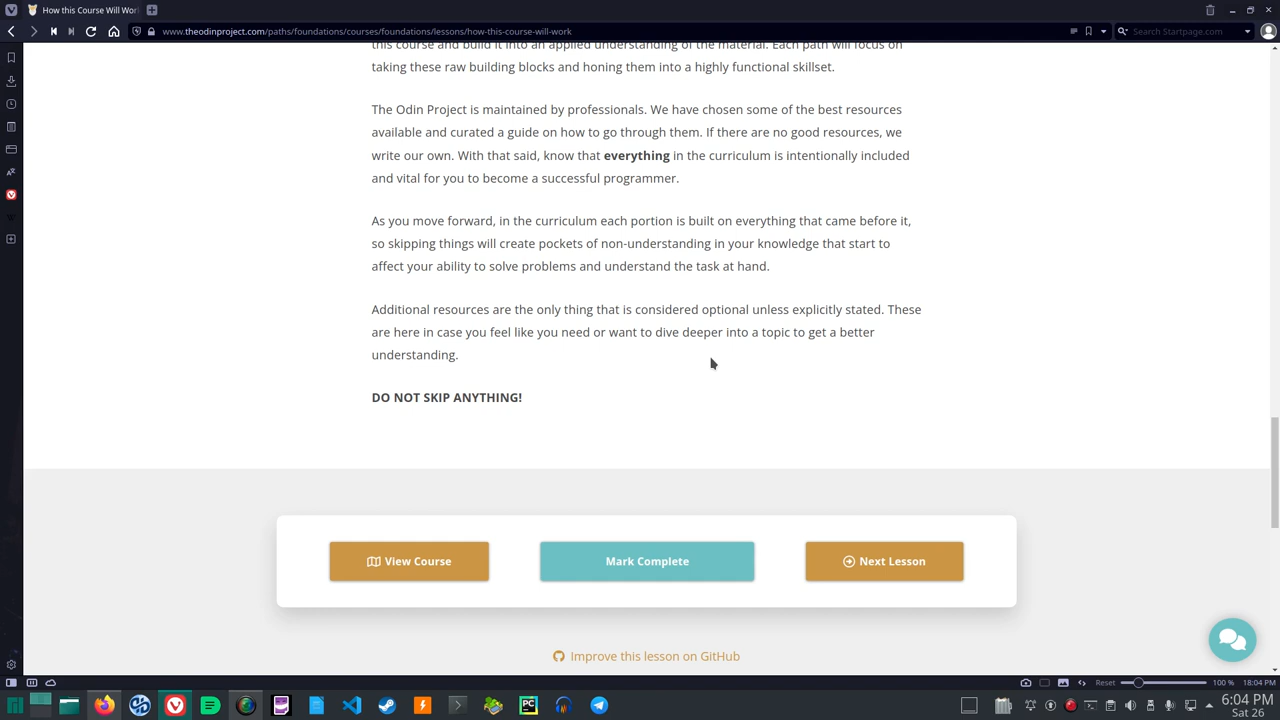 How this Course Will Wor
www.theodinproject.com/paths/foundations/courses/foundations/lessons/how-this-course-will-work
Search Startpage.com
this course and build it into an applied understanding of the material. Each path will focus on
taking these raw building blocks and honing them into a highly functional skillset.
The Odin Project is maintained by professionals. We have chosen some of the best resources
available and curated a guide on how to go through them. If there are no good resources, we
write our own. With that said, know that everything in the curriculum is intentionally included
and vital for you to become a successful programmer.
As you move forward, in the curriculum each portion is built on everything that came before it,
so skipping things will create pockets of non-understanding in your knowledge that start to
affect your ability to solve problems and understand the task at hand.
Additional resources are the only thing that is considered optional unless explicitly stated. These
are here in case you feel like you need or want to dive deeper into a topic to get a better
understanding.
DO NOT SKIP ANYTHING!
View Course
Mark Complete
Next Lesson
Improve this lesson on GitHub
Reset
100 %
18:04 PM
PC
6:04 PM
Sat 26